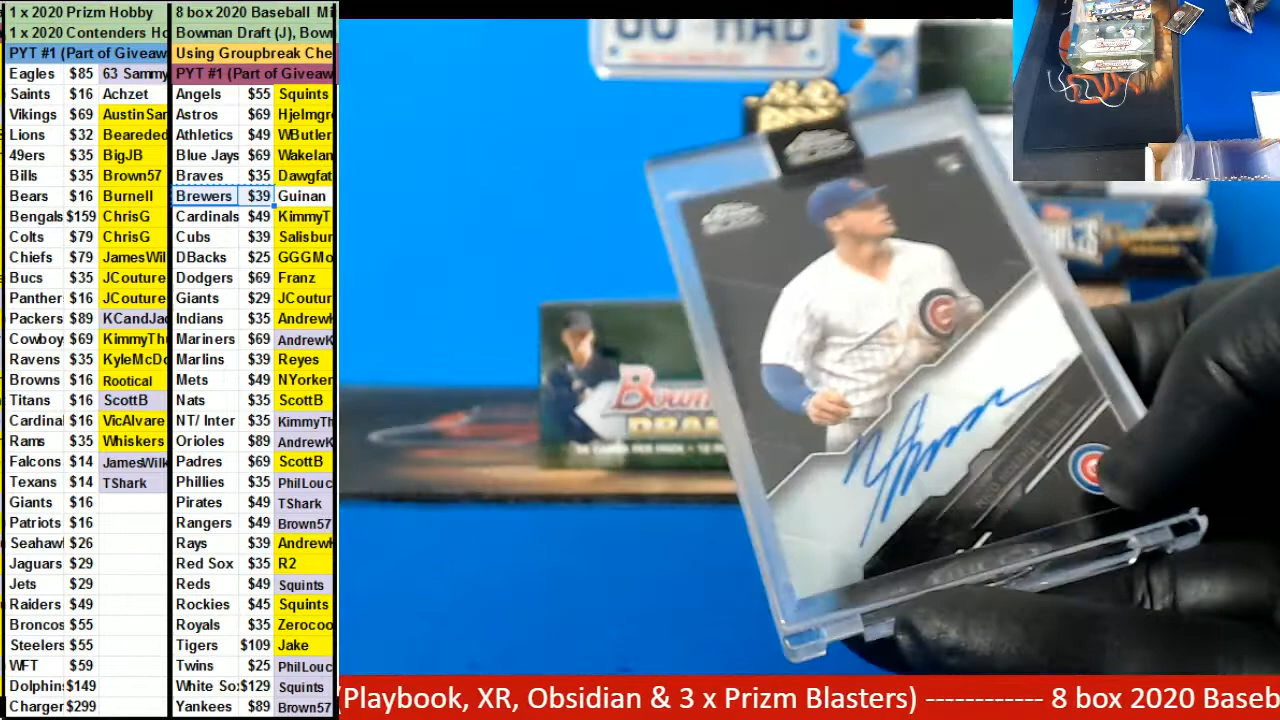 1 x 2020 Prizm Hobby
1 x 2020 Contenders Ho
PYT #1 (Part of Giveaw
Eagles $85 63 Sammy
Saints $16 Achzet
Vikings $69 AustinSar
Lions $32 Beareded
49ers $35 BigJB
Bills $35 Brown57
Bears $16 Burnell
Bengals $159 ChrisG
Colts $79 ChrisG
Chiefs $79 JamesWil
Bucs $35 JCouture
Panther $16 JCouture
Packers $89 KCandJac
Cowboy $69 KimmyTh
Ravens $35 KyleMcDo
Browns $16 Rootical
Titans $16 ScottB
Cardinal $16 VicAlvare
Rams $35 Whiskers
Falcons $14 JamesWilk
Texans $14 TShark
Giants $16
Patriots $16
Seahaw $26
Jaguars $29
Jets $29
Raiders $49
Broncos $55
Steelers $55
WFT $59
Dolphin $149
Charger $299
8 box 2020 Baseball Mi
Bowman Draft (J), Bow
Using Groupbreak Che
PYT #1 (Part of Giveaw
Angels $55 Squints
Astros $69 Hjelmgr
Athletics $49 WButler
Blue Jays $69 Wakelan
Braves $35 Dawgfat
Brewers $39 Guinan
Cardinals $49 KimmyT
Cubs $39 Salisbur
DBacks $25 GGGMo
Dodgers $69 Franz
Giants $29 JCoutur
Indians $35 Andrewk
Mariners $69 AndrewK
Marlins $39 Reyes
Mets $49 NYorker
Nats $35 ScottB
NT/ Inter $35 KimmyTh
Orioles $89 AndrewK
Padres $69 ScottB
Phillies $35 PhilLouc
Pirates $49 TShark
Rangers $49 Brown57
Rays $39 Andrewk
Red Sox $35 R2
Reds $49 Squints
Rockies $45 Squints
Royals $35 Zerocoo
Tigers $109 Jake
Twins $25 PhilLouc
White So $129 Squints
Yankees $89 Brown57
Bowm
DRA
(Playbook, XR, Obsidian & 3 x Prizm Blasters) ------------ 8 box 2020 Baseb